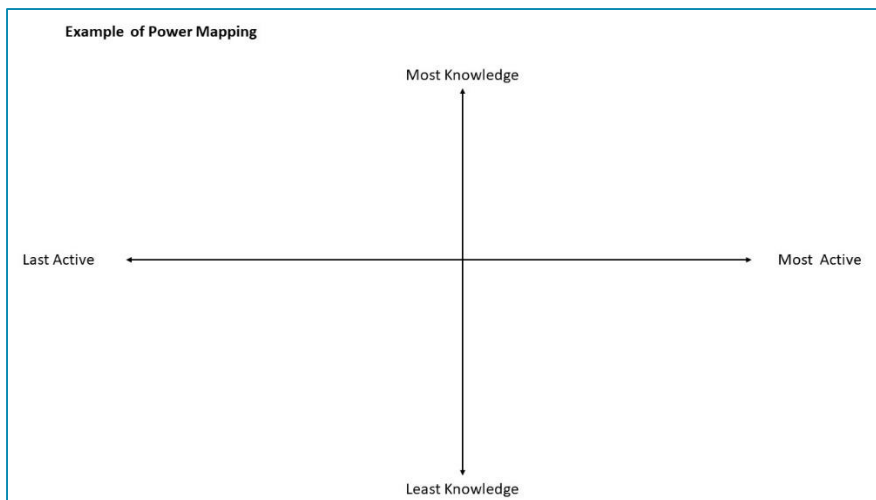 Example of Power Mapping
Most Knowledge
Last Active
Most Active
Least Knowledge